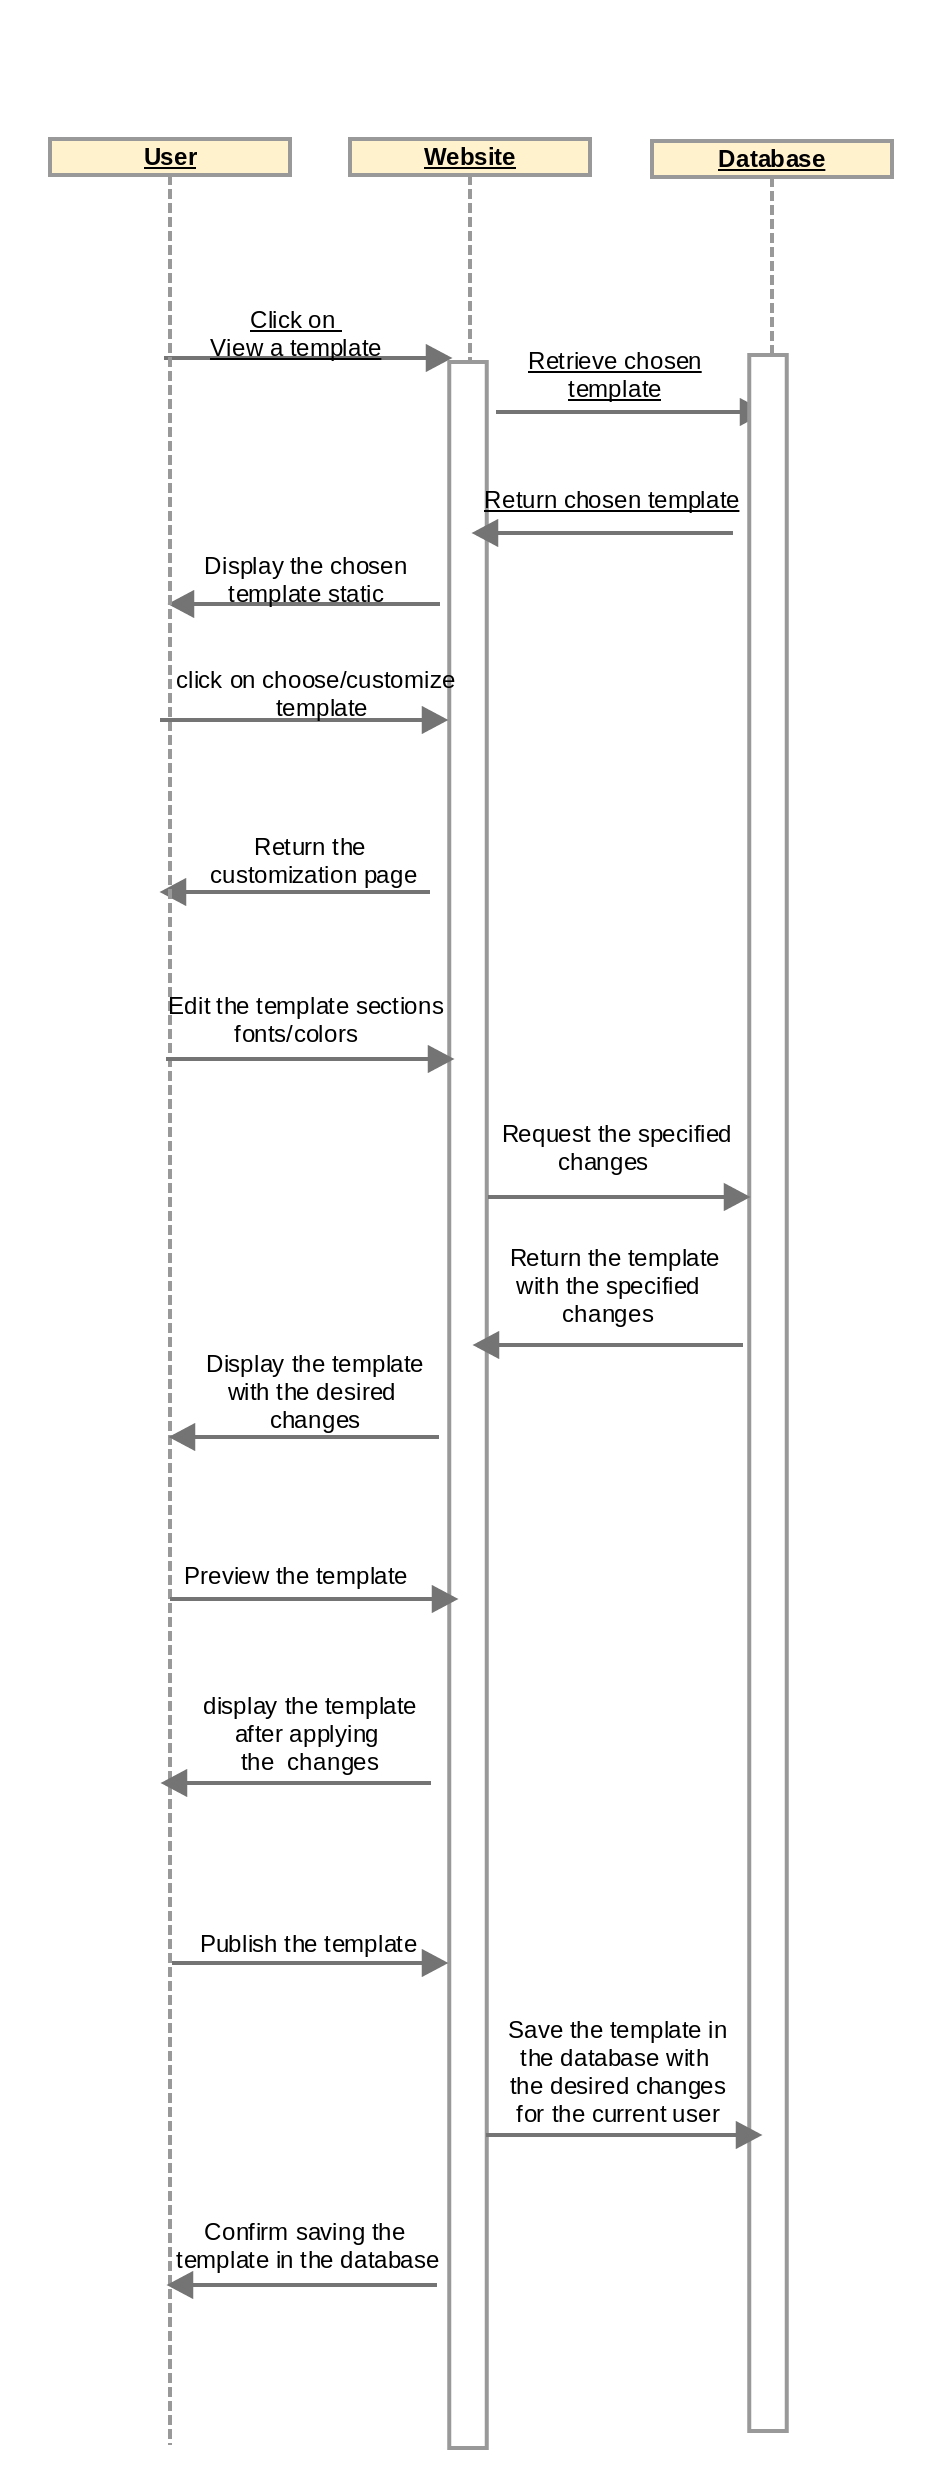 User
Website
Database
Click on
View a template
Retrieve chosen
template
Return chosen template
Display the chosen
template static
click on choose/customize
template
Return the
customization page
Edit the template sections
fonts/colors
Request the specified
changes
Return the template
with the specified
changes
Display the template
with the desired
changes
Preview the template
display the template
after applying
the  changes
Publish the template
Save the template in
the database with
the desired changes
for the current user
Confirm saving the
template in the database